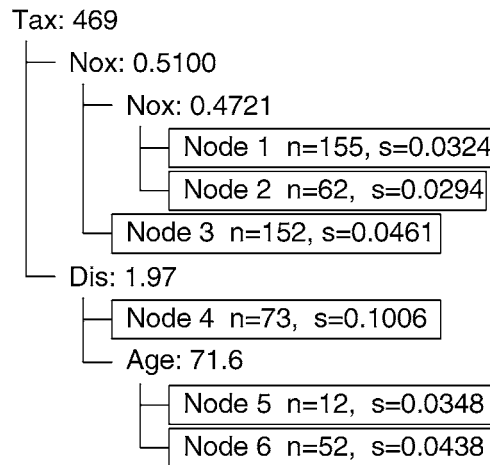 Tax: 469
Nox: 0.5100
Nox: 0.4721
Node 1 n=155, s=0.0324
Node 2 n=62, s=0.0294
Node 3 n=152, s=0.0461
Dis: 1.97
Node 4 n=73, s=0.1006
Age: 71.6
Node 5 n=12, s=0.0348
Node 6 n=52, s=0.0438